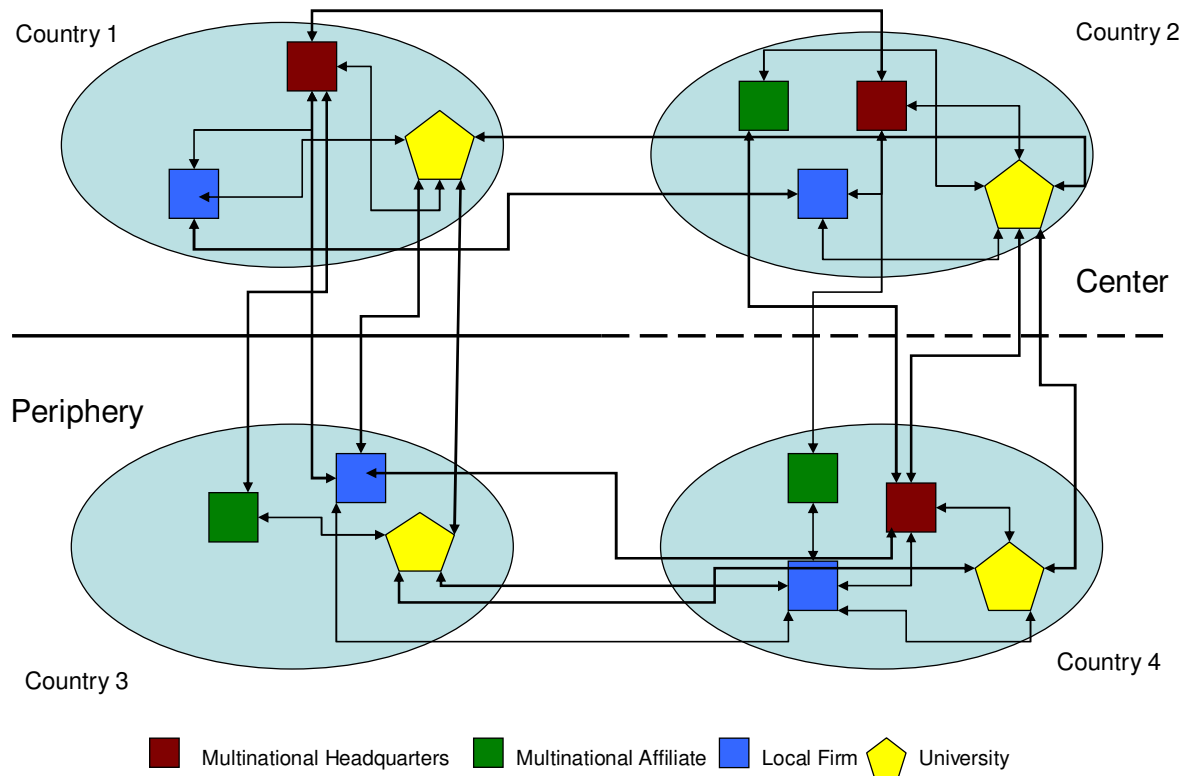 Country 1
Country 2
Center
Periphery
Country 3
Country 4
Multinational Headquarters
Multinational Affiliate
Local Firm
University